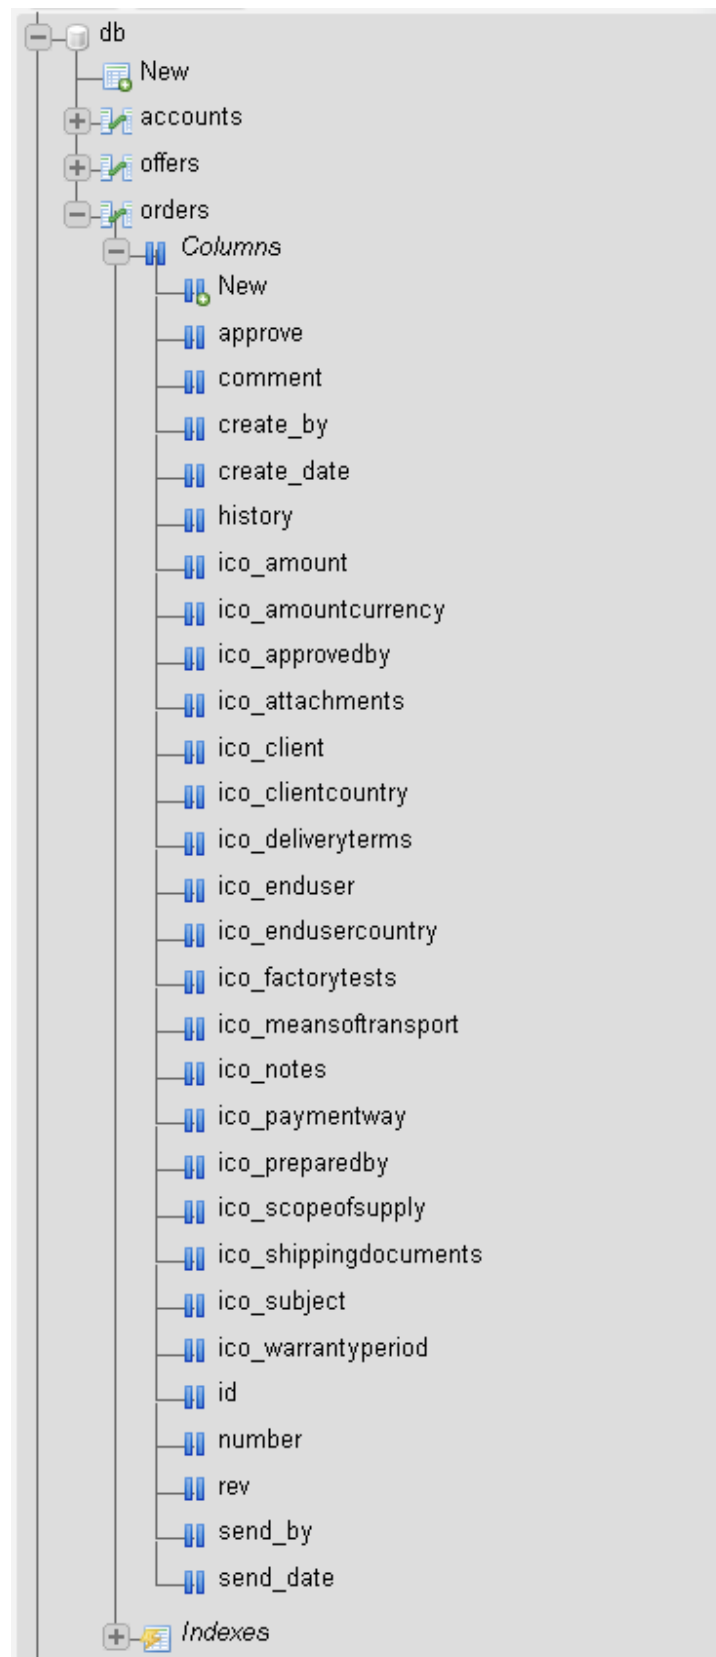 db
New
accounts
offers
orders
Columns
New
approve
comment
create_by
create_date
history
ico_amount
ico_amountcurrency
ico_approvedby
ico_attachments
ico_client
ico_clientcountry
ico_deliveryterms
ico_enduser
ico_endusercountry
ico_factorytests
ico_meansoftransport
ico_notes
ico_paymentway
ico_preparedby
ico_scopeofsupply
ico_shippingdocuments
ico_subject
ico_warrantyperiod
id
number
rev
send_by
send_date
Indexes